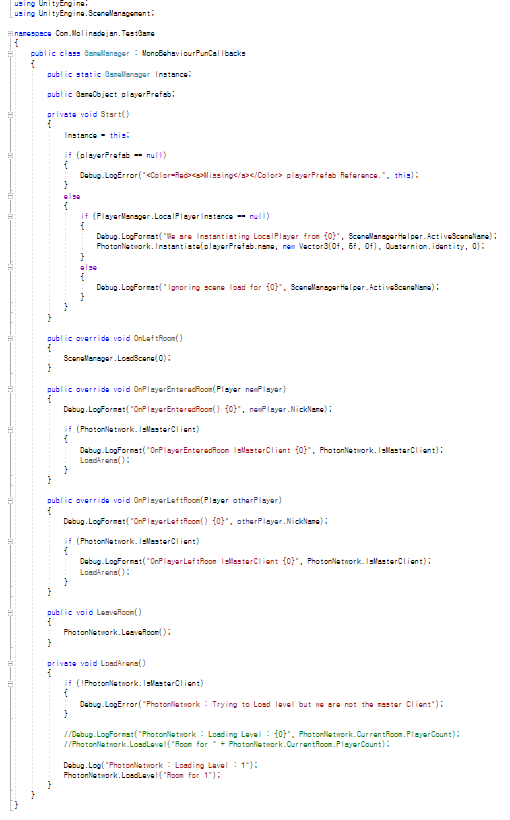 using UnityEngine;
using UnityEngine.SceneManagement;
namespace Com.Molinadejan.TestGame
{
public class GameManager : MonoBehaviourPunCallbacks
{
public static GameManager Instance;
public GameObject playerPrefab;
private void Start()
{
Instance = this;
if (playerPrefab == null)
{
Debug.LogError("<Color=Red><a>Missing</a></Color> playerPrefab Reference.", this);
}
else
{
if (PlayerManager.LocalPlayerInstance == null)
{
Debug.LogFormat("We are Instantiating LocalPlayer from {0}", SceneManagerHelper.ActiveSceneName);
PhotonNetwork.Instantiate(playerPrefab.name, new Vector3(0f, 6f, 0f), Quaternion.identity, 0);
}
else
{
Debug.LogFormat("Ignoring scene load for {0}", SceneManagerHelper.ActiveSceneName);
}
}
}
public override void OnLeftRoom()
{
SceneManager.LoadScene(0);
}
public override void OnPlayerEnteredRoom(Player newPlayer)
{
Debug.LogFormat("OnPlayerEnteredRoom() {0}", newPlayer.NickName);
if (PhotonNetwork.IsMasterClient)
{
Debug.LogFormat("OnPlayerEnteredRoom IsMasterClient {0}", PhotonNetwork.IsMasterClient);
LoadArena();
}
}
public override void OnPlayerLeftRoom(Player otherPlayer)
{
Debug.LogFormat("OnPlayerLeftRoom() {0}", otherPlayer.NickName);
if (PhotonNetwork.IsMasterClient)
{
Debug.LogFormat("OnPlayerLeftRoom IsMasterClient {0}", PhotonNetwork.IsMasterClient);
LoadArena();
}
}
public void LeaveRoom()
{
PhotonNetwork.LeaveRoom();
}
private void LoadArena()
{
if (!PhotonNetwork.IsMasterClient)
{
Debug.LogError("PhotonNetwork : Trying to Load level but we are not the master Client");
}
//Debug.LogFormat("PhotonNetwork : Loading Level : {0}", PhotonNetwork.CurrentRoom.PlayerCount);
//PhotonNetwork.LoadLevel("Room for " + PhotonNetwork.CurrentRoom.PlayerCount);
Debug.Log("PhotonNetwork : Loading Level : 1");
PhotonNetwork.LoadLevel("Room for 1");
}
}
}